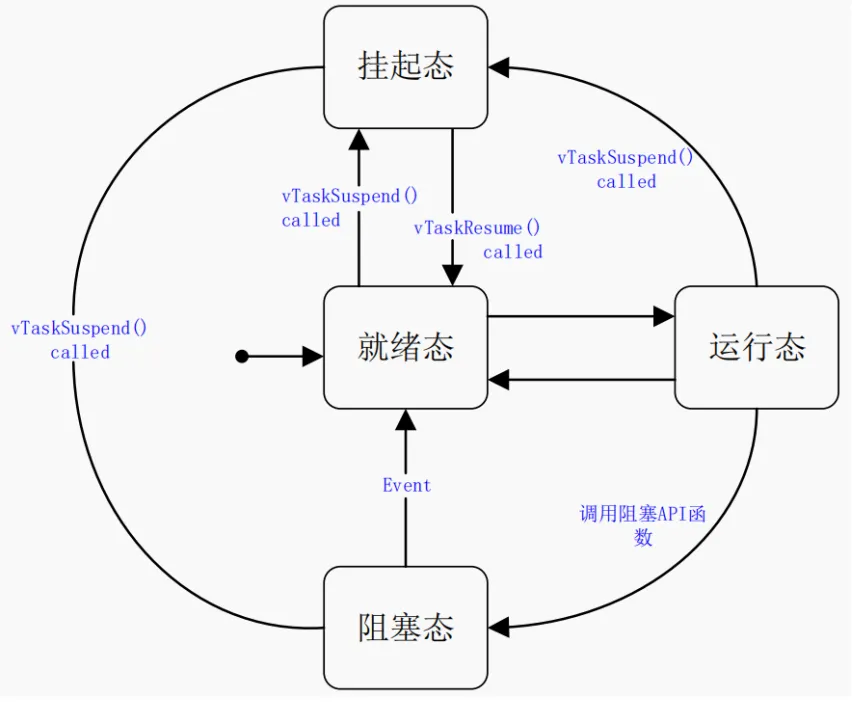 挂起态
vTaskSuspend()
called
vTaskSuspend()
called
vTaskResume()
called
vTaskSuspend()
called
就绪态
运行态
Event
调用阻塞API函
数
阻塞态